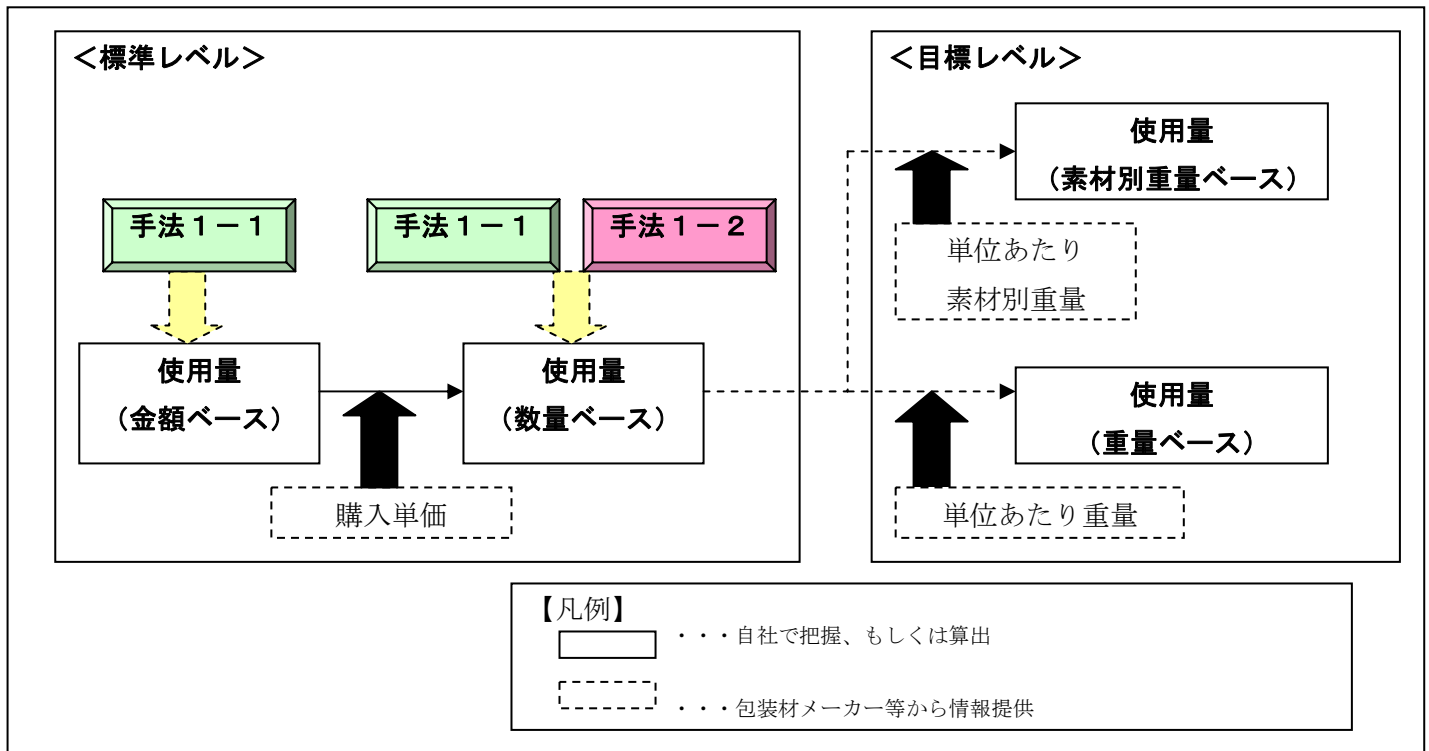 ＜標準レベル＞
手法１－１
手法１－１
手法１－２
使用量
（金額ベース）
使用量
（数量ベース）
購入単価
＜目標レベル＞
使用量
（素材別重量ベース）
単位あたり
素材別重量
使用量
（重量ベース）
単位あたり重量
【凡例】
・・・自社で把握、もしくは算出
・・・包装材メーカー等から情報提供